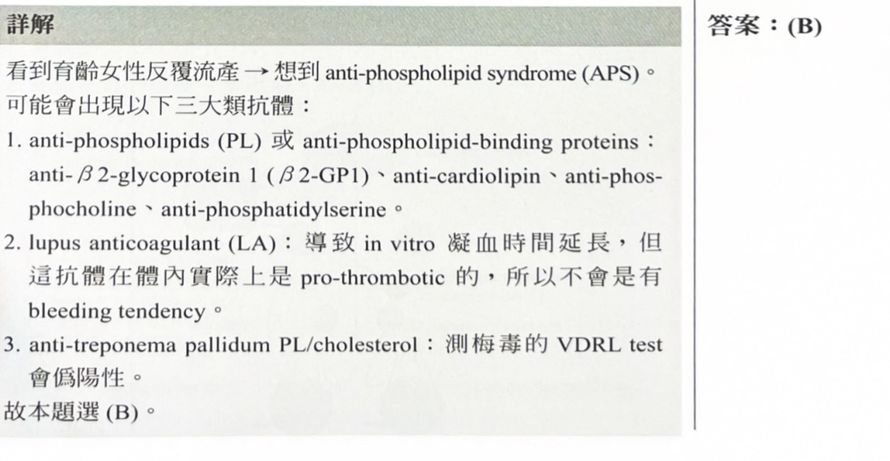 詳解
答案：(B)
看到育齡女性反覆流產 → 想到 anti-phospholipid syndrome (APS)。
可能會出現以下三大類抗體：
1. anti-phospholipids (PL) 或 anti-phospholipid-binding proteins：
anti-β2-glycoprotein 1 (β2-GP1)、anti-cardiolipin、anti-phos-
phocholine、anti-phosphatidylserine。
2. lupus anticoagulant (LA)：導致 in vitro 凝血時間延長，但
這抗體在體內實際上是 pro-thrombotic 的，所以不會是有
bleeding tendency。
3. anti-treponema pallidum PL/cholesterol：測梅毒的 VDRL test
會偽陽性。
故本題選 (B)。